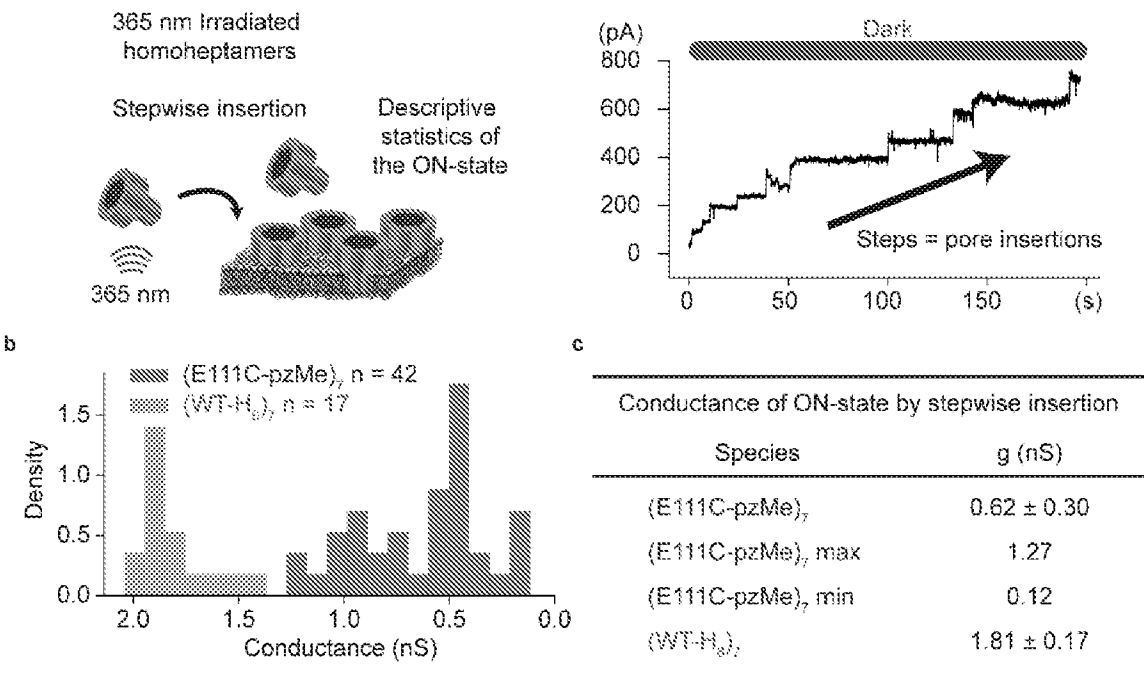 365 nm Irradiated
homoheptamers
Stepwise insertion
Descriptive
statistics of
the ON-state
365 nm
(pA)
Dark
800
600
400
200
0
Steps = pore insertions
0 50 100 150 (s)
b
(E111C-pzMe)₇ n = 42
(WT-H₆)₇ n = 17
Density
1.5
1.0
0.5
0.0
2.0 1.5 1.0 0.5 0.0
Conductance (nS)
c
Conductance of ON-state by stepwise insertion
Species g (nS)
(E111C-pzMe)₇ 0.62 ± 0.30
(E111C-pzMe)₇ max 1.27
(E111C-pzMe)₇ min 0.12
(WT-H₆)₇ 1.81 ± 0.17